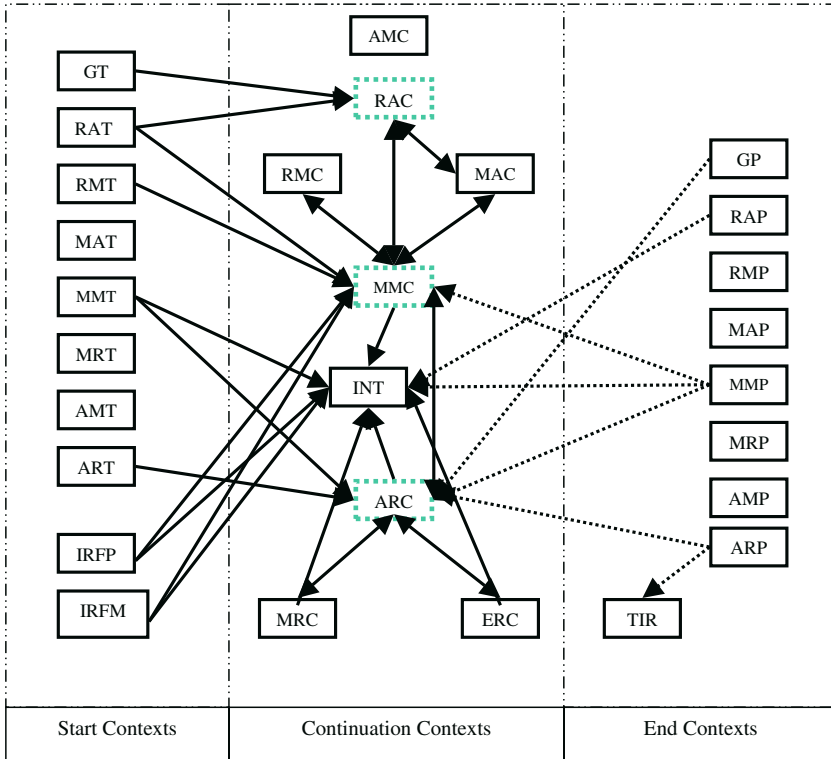 AMC
GT
RAC
RAT
RMC
MAC
GP
RMT
RAP
MAT
RMP
MMT
MMC
MAP
MRT
INT
MMP
AMT
MRP
ART
ARC
AMP
IRFP
ARP
IRFM
MRC
ERC
TIR
Start Contexts
Continuation Contexts
End Contexts